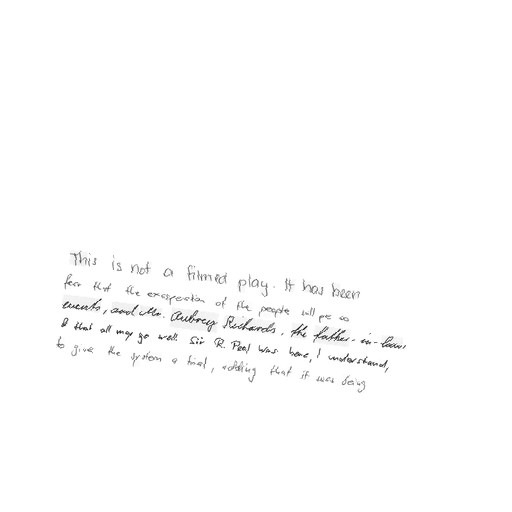 This is not a filmed play. It has been
fear that the exasperation of the people will be so
events, and Mr. Aubrey Richards, the father-in-law,
that all may go well. Sir R. Peel was here, I understand,
to give the system a trial, adding that it was being